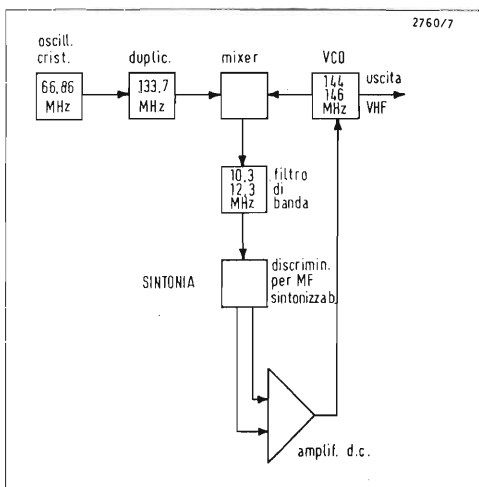 2760/7
oscill.
crist.
duplic.
mixer
VCO
66,86
MHz
133.7
MHz
144
146
MHz
uscita
VHF
10.3
12.3
MHz
filtro
di
banda
SINTONIA
discrimin.
per MF
sintonizzab.
amplif. d.c.